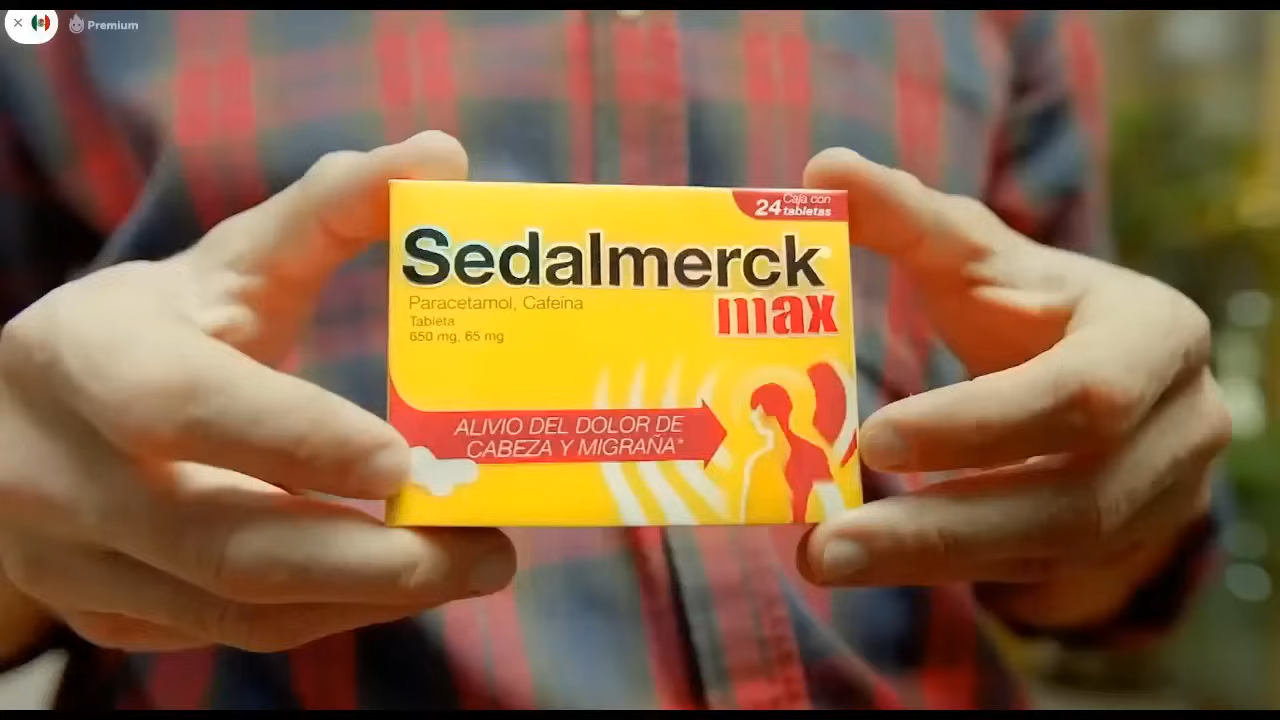 Premium
24 Caja con
tabletas
Sedalmerck
max
Paracetamol, Cafeína
Tableta
650 mg, 65 mg
ALIVIO DEL DOLOR DE
CABEZA Y MIGRAÑA*